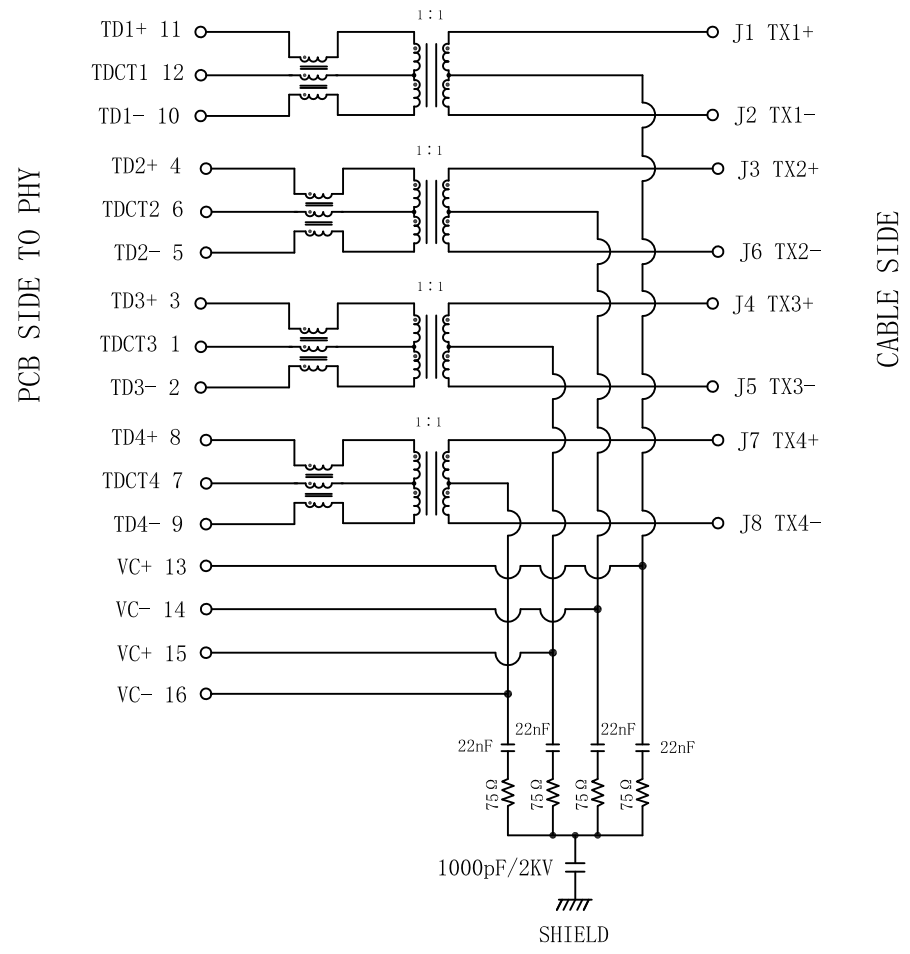 1:1
TD1+ 11
J1 TX1+
TDCT1 12
TD1- 10
J2 TX1-
1:1
TD2+ 4
J3 TX2+
TDCT2 6
TD2- 5
J6 TX2-
1:1
TD3+ 3
J4 TX3+
TDCT3 1
TD3- 2
J5 TX3-
1:1
TD4+ 8
J7 TX4+
TDCT4 7
TD4- 9
J8 TX4-
VC+ 13
VC- 14
VC+ 15
VC- 16
PCB SIDE TO PHY
CABLE SIDE
22nF
22nF
22nF
22nF
75Ω
75Ω
75Ω
75Ω
1000pF/2KV
SHIELD